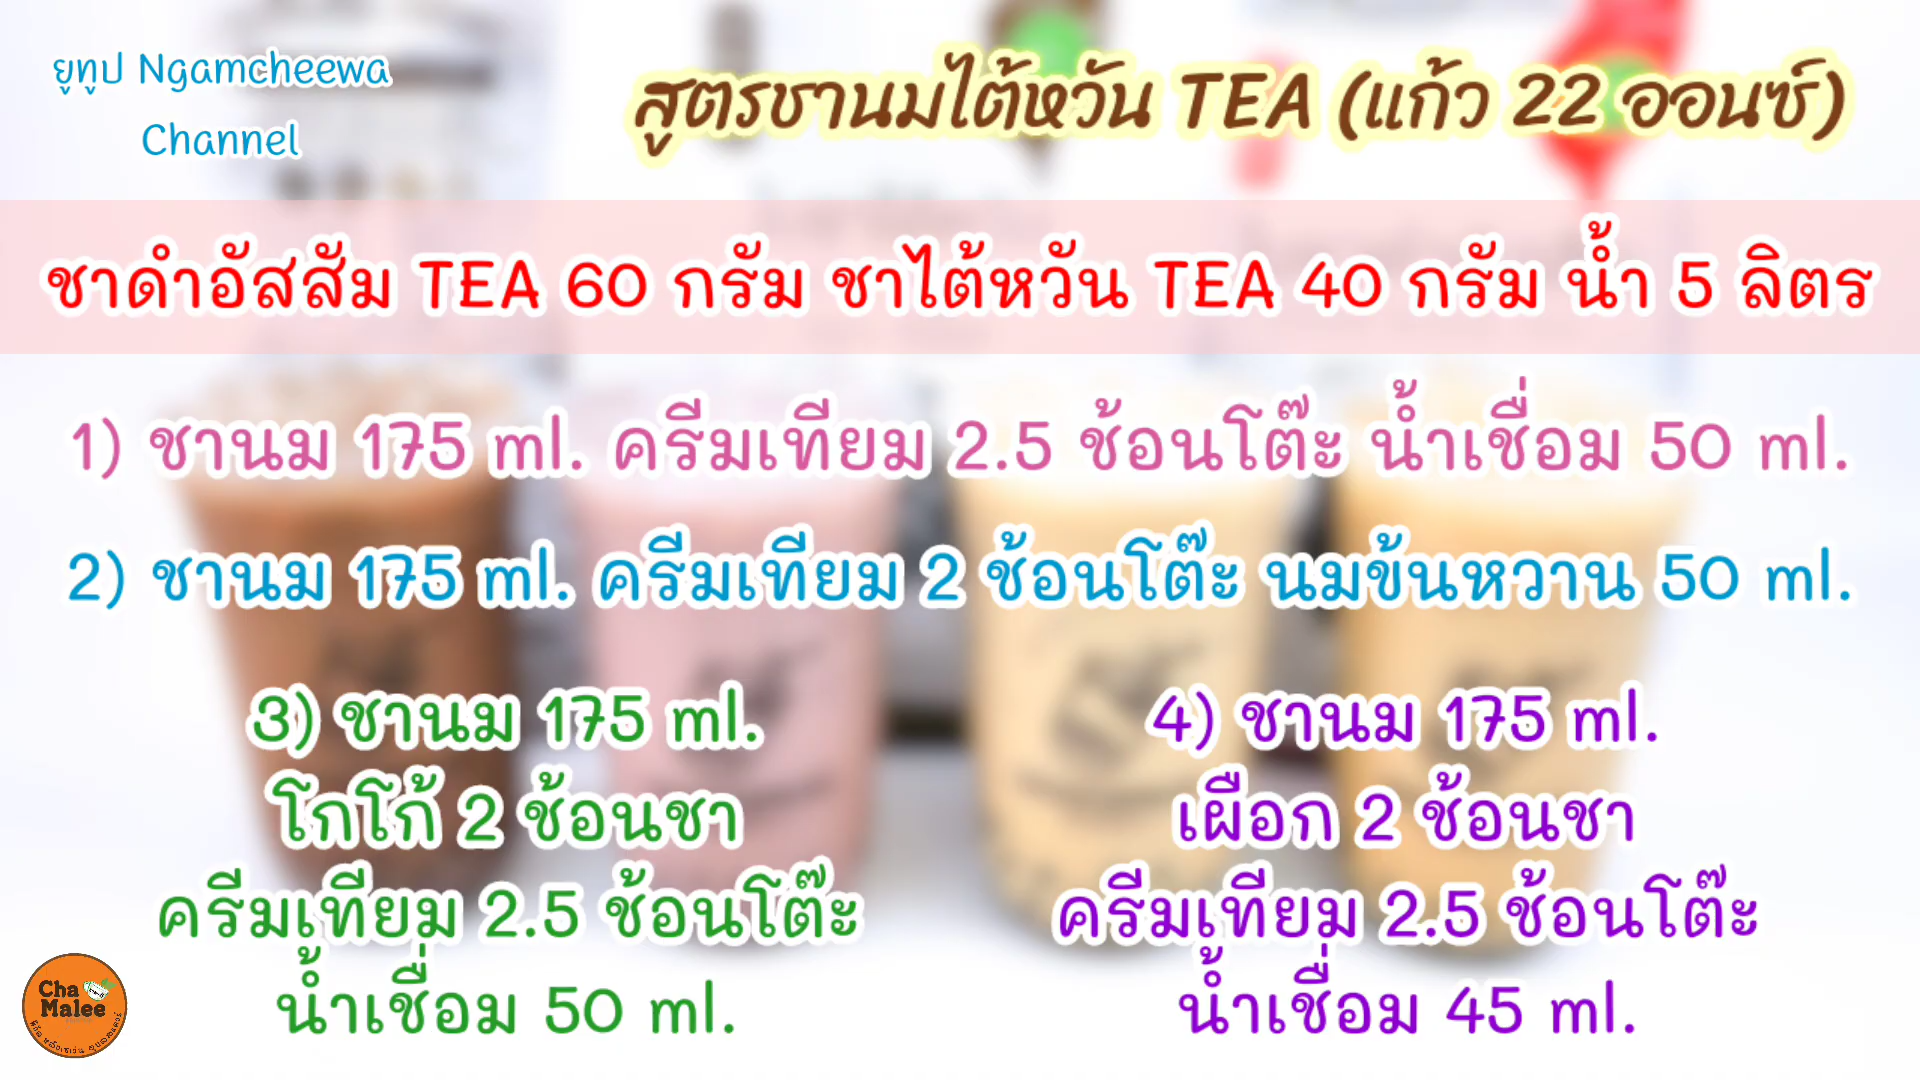 ยูทูป Ngamcheewa
Channel
สูตรชานมไต้หวัน TEA (แก้ว 22 ออนซ์)
ชาดำอัสสัม TEA 60 กรัม ชาไต้หวัน TEA 40 กรัม น้ำ 5 ลิตร
1) ชานม 175 ml. ครีมเทียม 2.5 ช้อนโต๊ะ น้ำเชื่อม 50 ml.
2) ชานม 175 ml. ครีมเทียม 2 ช้อนโต๊ะ นมข้นหวาน 50 ml.
3) ชานม 175 ml.
โกโก้ 2 ช้อนชา
ครีมเทียม 2.5 ช้อนโต๊ะ
น้ำเชื่อม 50 ml.
4) ชานม 175 ml.
เผือก 2 ช้อนชา
ครีมเทียม 2.5 ช้อนโต๊ะ
น้ำเชื่อม 45 ml.
Cha
Malee